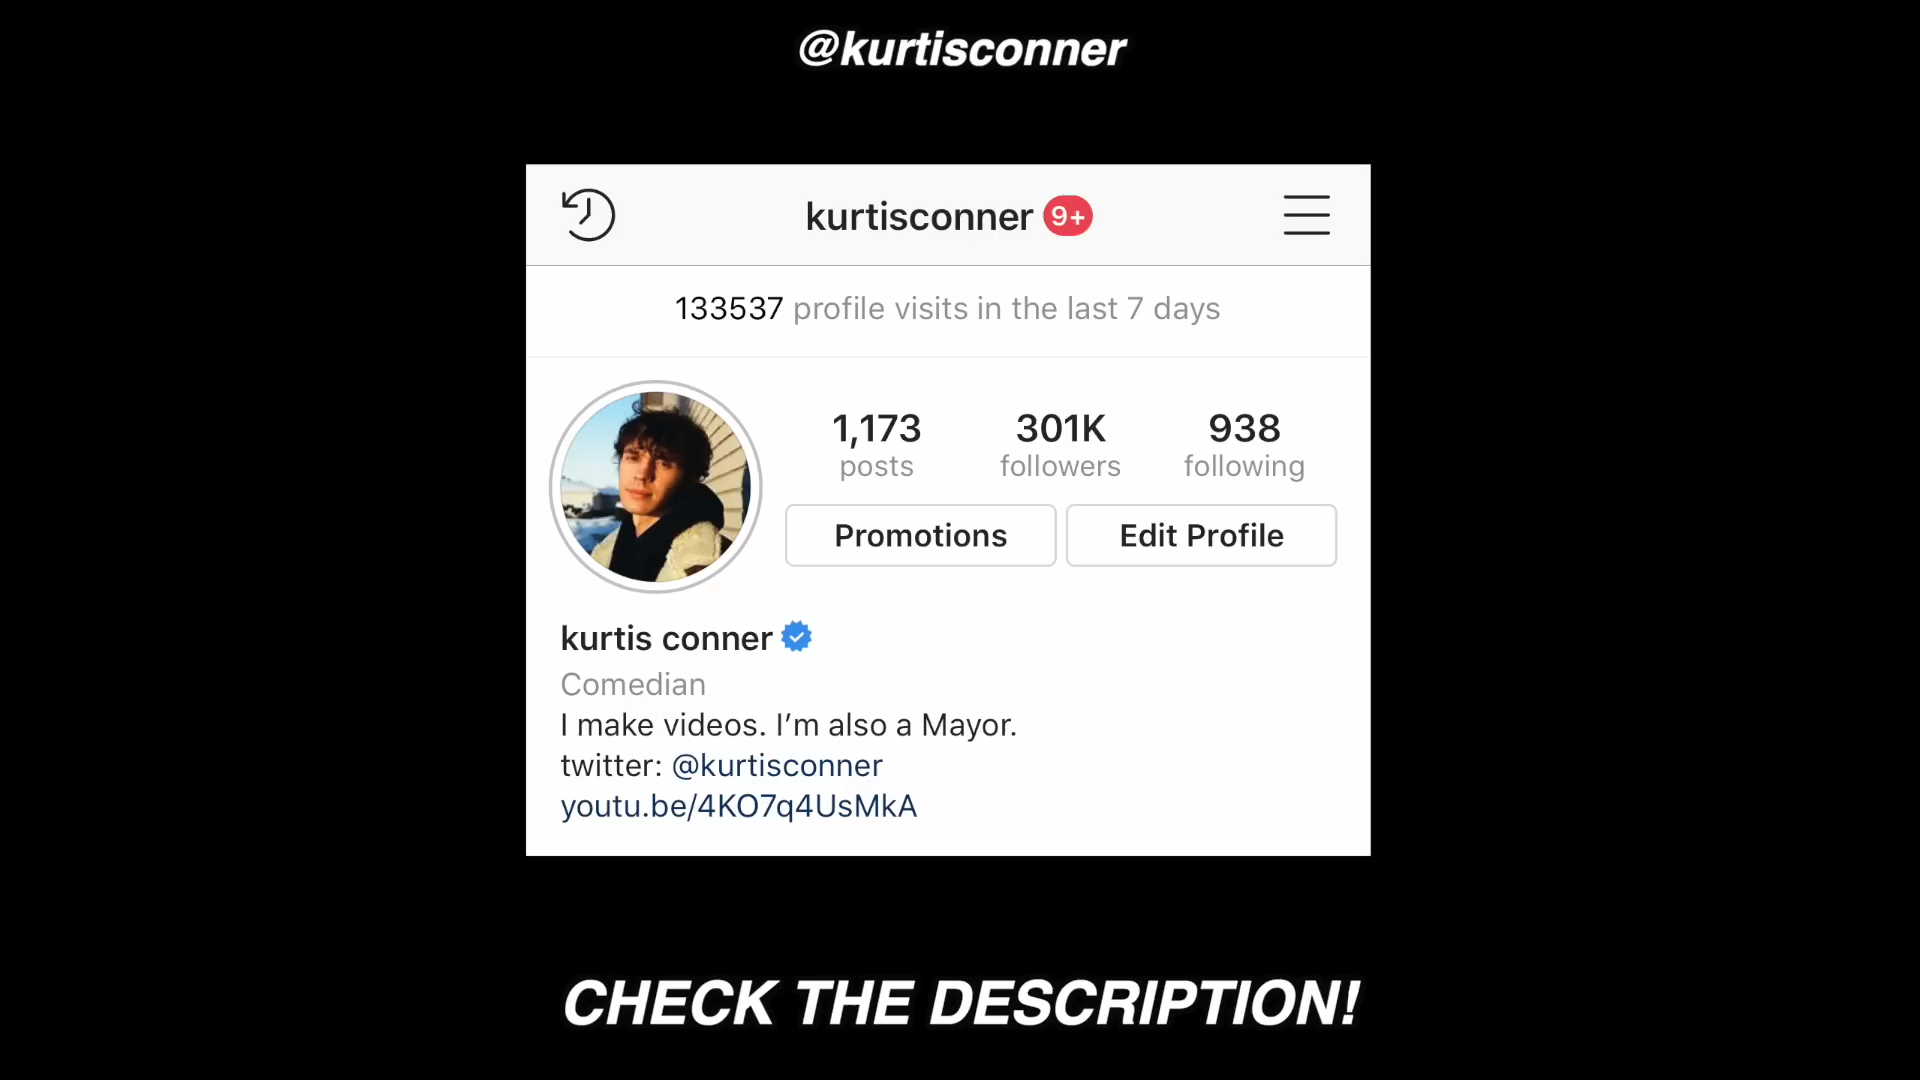 @kurtisconner
kurtisconner 9+
133537 profile visits in the last 7 days
1,173 301K 938
posts followers following
Promotions Edit Profile
kurtis conner
Comedian
I make videos. I’m also a Mayor.
twitter: @kurtisconner
youtu.be/4KO7q4UsMkA
CHECK THE DESCRIPTION!